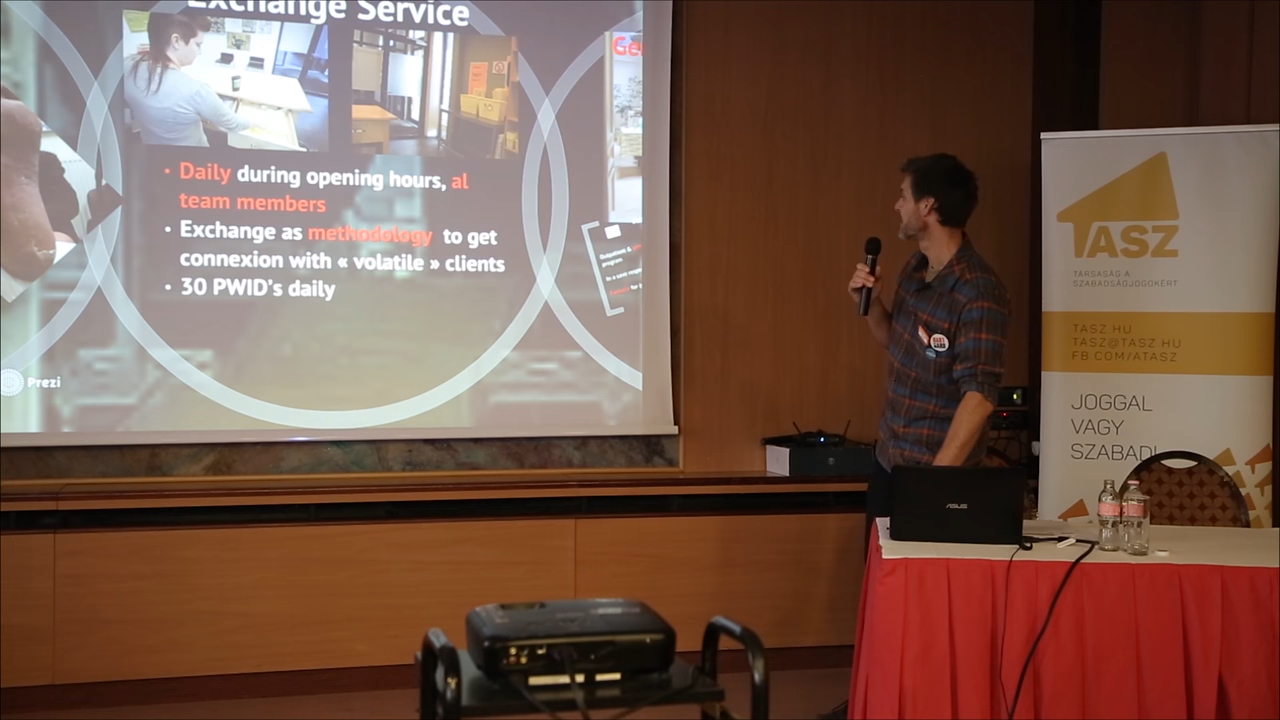 Exchange Service
• Daily during opening hours, al
team members
• Exchange as methodology to get
connexion with « volatile » clients
• 30 PWID's daily
Prezi
TASZ
TÁRSASÁG A
SZABADSÁGJOGOKÉRT
TASZ HU
TASZ@TASZ HU
FB COM/ATASZ
JOGGAL
VAGY
SZABAD!
ASUS